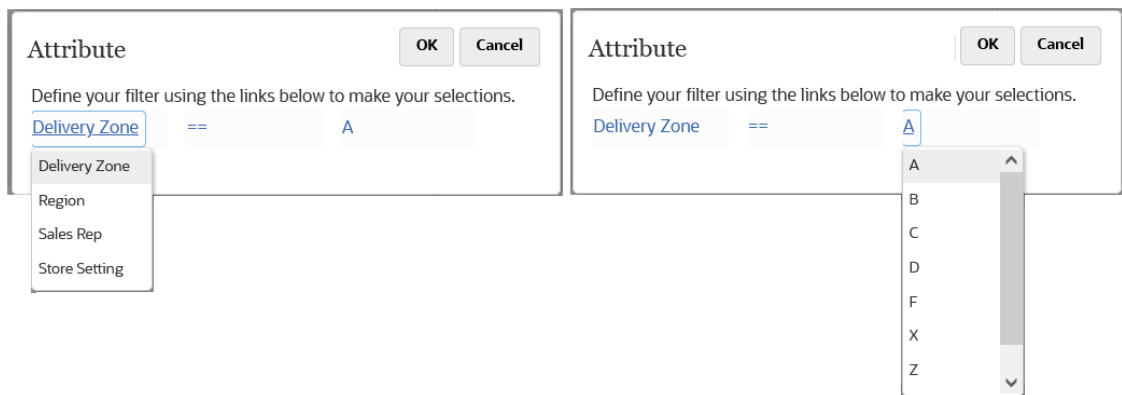 Attribute
OK
Cancel
Define your filter using the links below to make your selections.
Delivery Zone == A
Delivery Zone
Region
Sales Rep
Store Setting
Attribute
OK
Cancel
Define your filter using the links below to make your selections.
Delivery Zone == A
A
B
C
D
F
X
Z